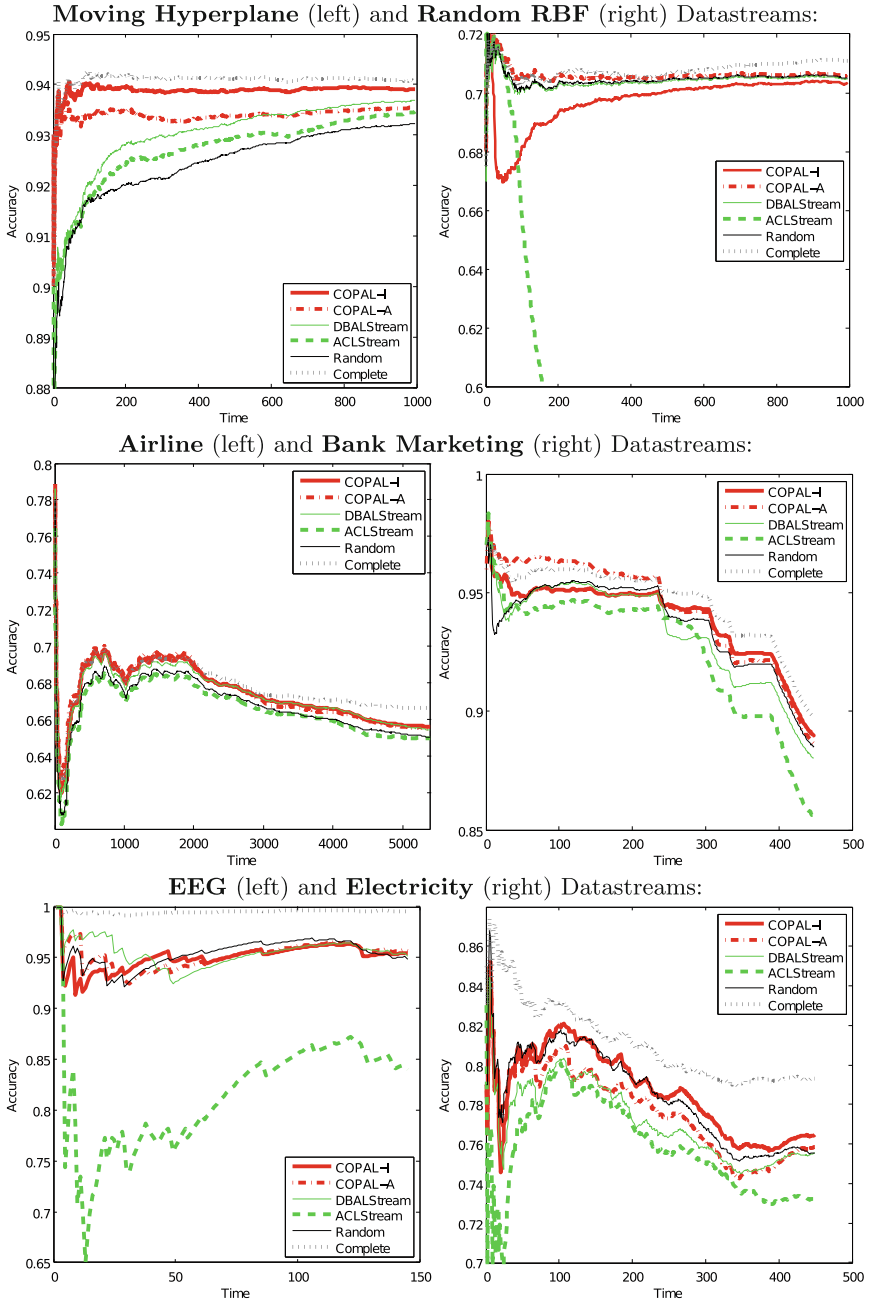 Moving Hyperplane (left) and Random RBF (right) Datastreams:
0.95
0.94
0.93
0.92
0.91
0.9
0.89
0.88
Accuracy
0
200
400
600
800
1000
Time
COPAL-I
COPAL-A
DBALStream
ACLStream
Random
Complete
0.72
0.7
0.68
0.66
0.64
0.62
0.6
Accuracy
0
200
400
600
800
1000
Time
COPAL-I
COPAL-A
DBALStream
ACLStream
Random
Complete
Airline (left) and Bank Marketing (right) Datastreams:
0.8
0.78
0.76
0.74
0.72
0.7
0.68
0.66
0.64
0.62
Accuracy
0
1000
2000
3000
4000
5000
Time
COPAL-I
COPAL-A
DBALStream
ACLStream
Random
Complete
1
0.95
0.9
0.85
Accuracy
0
100
200
300
400
500
Time
COPAL-I
COPAL-A
DBALStream
ACLStream
Random
Complete
EEG (left) and Electricity (right) Datastreams:
1
0.95
0.9
0.85
0.8
0.75
0.7
0.65
Accuracy
0
50
100
150
Time
COPAL-I
COPAL-A
DBALStream
ACLStream
Random
Complete
0.86
0.84
0.82
0.8
0.78
0.76
0.74
0.72
0.7
Accuracy
0
100
200
300
400
500
Time
COPAL-I
COPAL-A
DBALStream
ACLStream
Random
Complete